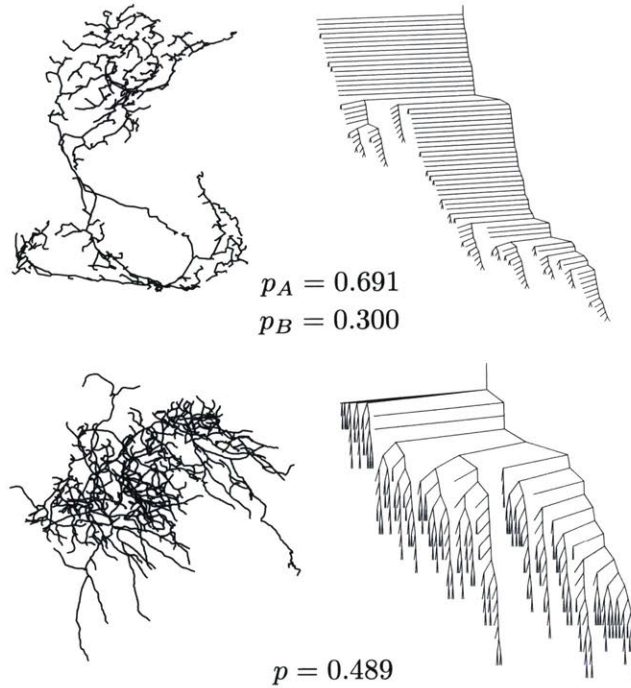 p_A = 0.691
p_B = 0.300
p = 0.489